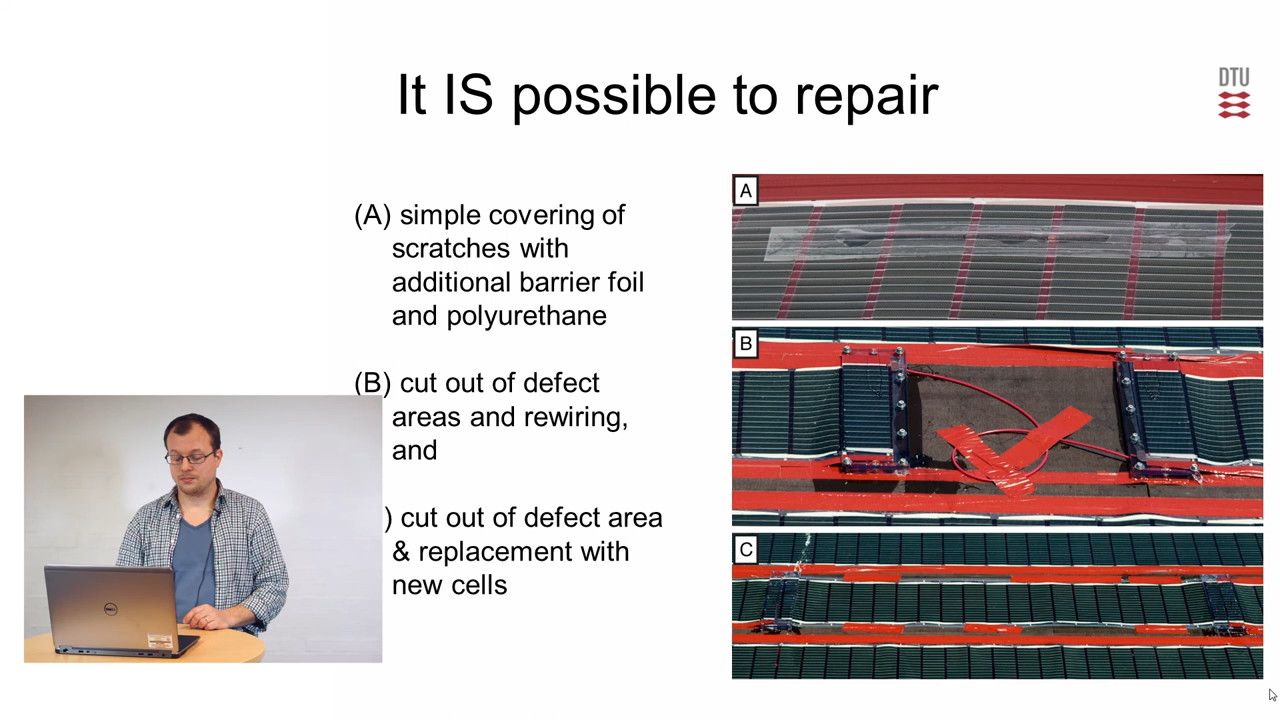 It IS possible to repair
DTU
(A) simple covering of
scratches with
additional barrier foil
and polyurethane
(B) cut out of defect
areas and rewiring,
and
) cut out of defect area
& replacement with
new cells
A
B
C
DELL